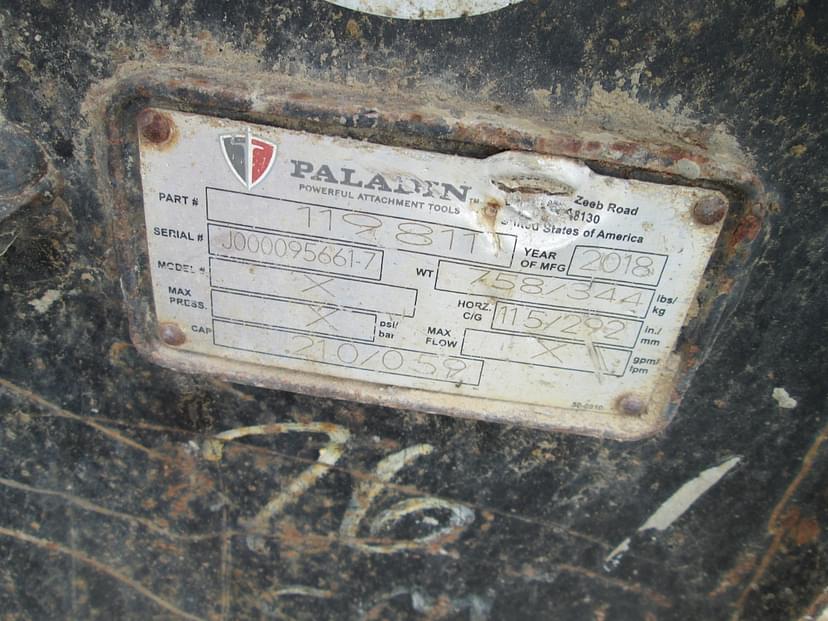 PALADIN™
POWERFUL ATTACHMENT TOOLS
Zeeb Road
48130
United States of America
PART # 119811
YEAR OF MFG 2018
SERIAL # J000095661-7
WT 758/344 lbs/kg
MODEL # X
HORZ. C/G 115/292 in./mm
MAX PRESS. X psi/bar
MAX FLOW X gpm/lpm
CAP 210/059
76